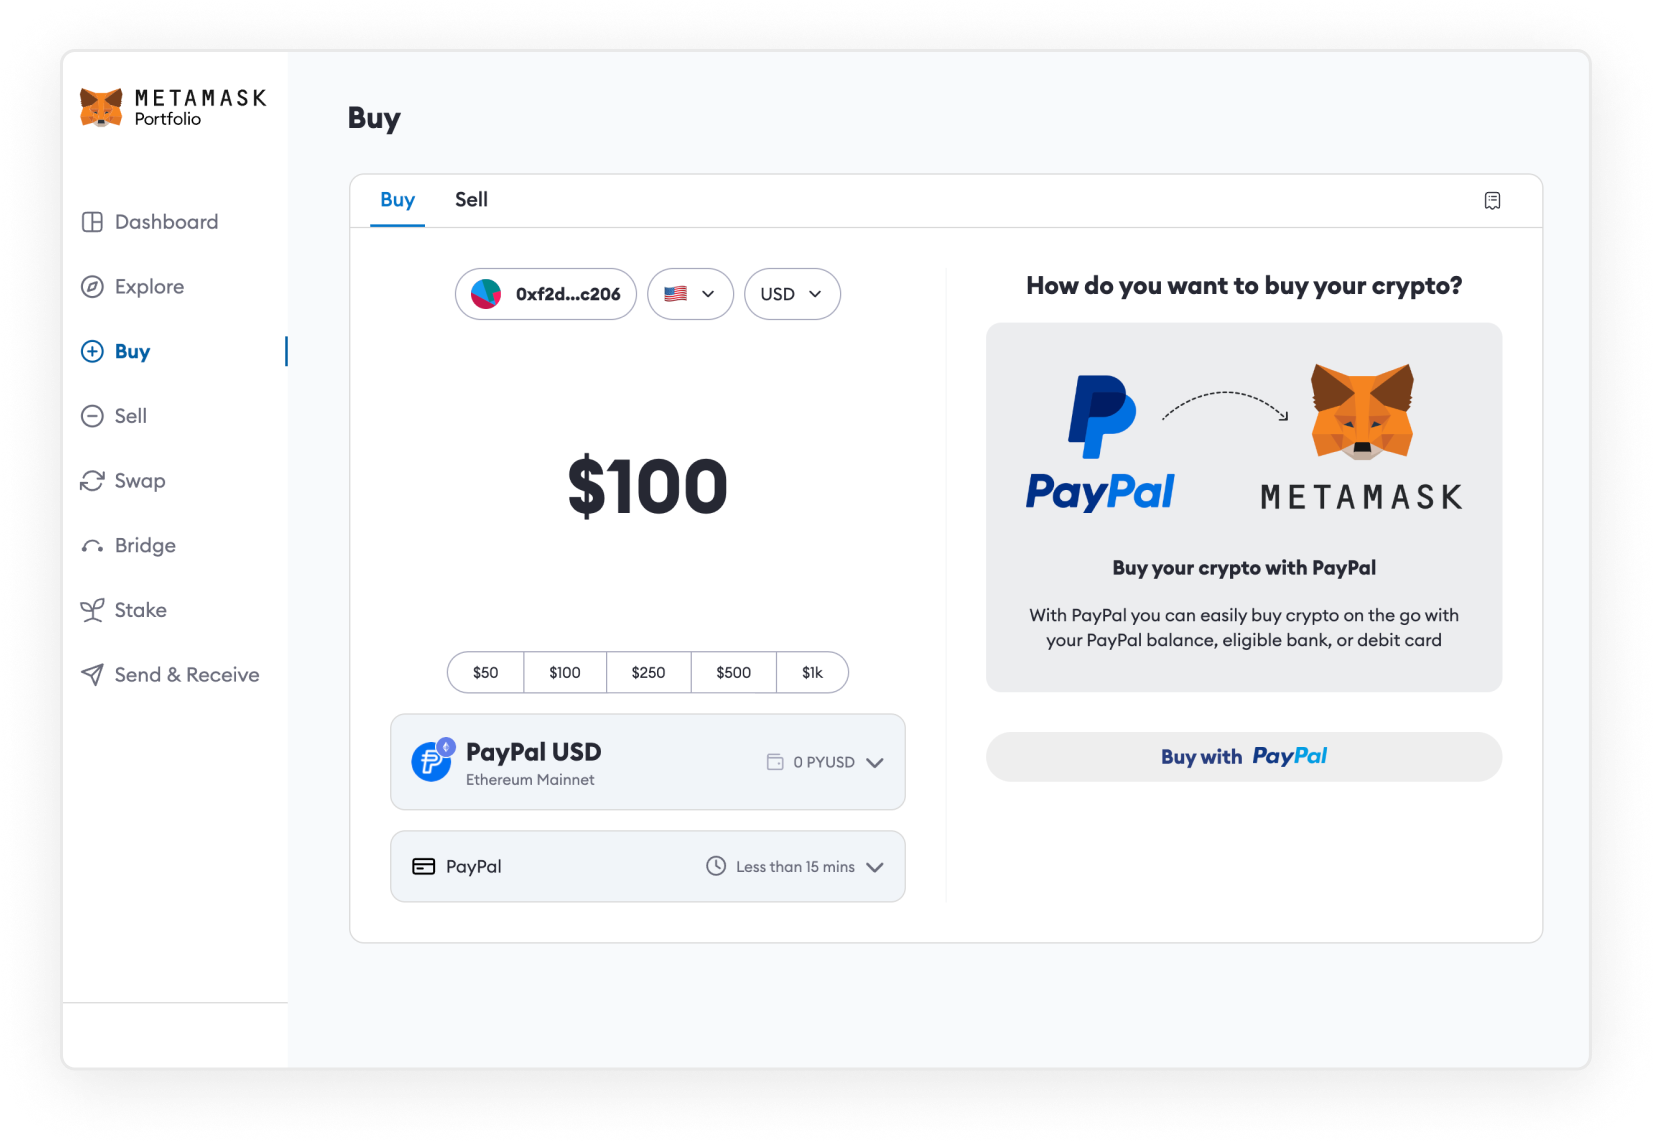 METAMASK
Portfolio
Dashboard
Explore
Buy
Sell
Swap
Bridge
Stake
Send & Receive
Buy
Buy Sell
0xf2d...c206 USD
$100
$50 $100 $250 $500 $1k
PayPal USD
Ethereum Mainnet
0 PYUSD
PayPal Less than 15 mins
How do you want to buy your crypto?
PayPal METAMASK
Buy your crypto with PayPal
With PayPal you can easily buy crypto on the go with
your PayPal balance, eligible bank, or debit card
Buy with PayPal